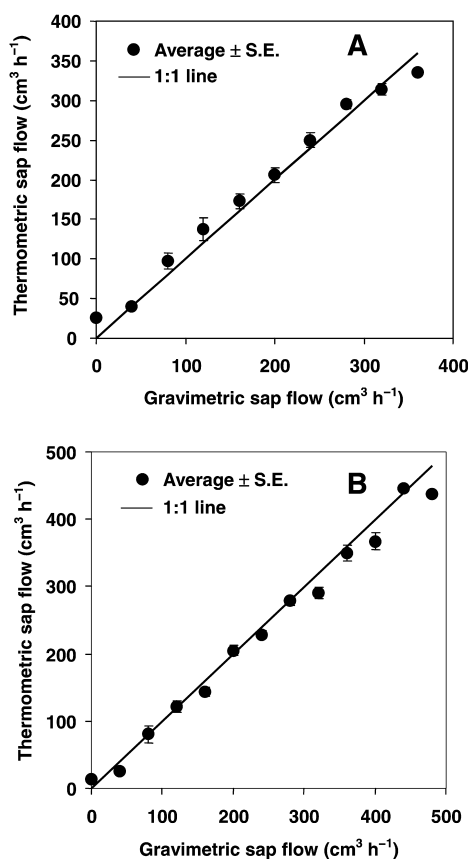 400
350
300
250
200
150
100
50
0
Thermometric sap flow (cm³ h⁻¹)
Average ± S.E.
1:1 line
A
0 100 200 300 400
Gravimetric sap flow (cm³ h⁻¹)
500
400
300
200
100
0
Thermometric sap flow (cm³ h⁻¹)
Average ± S.E.
1:1 line
B
0 100 200 300 400 500
Gravimetric sap flow (cm³ h⁻¹)